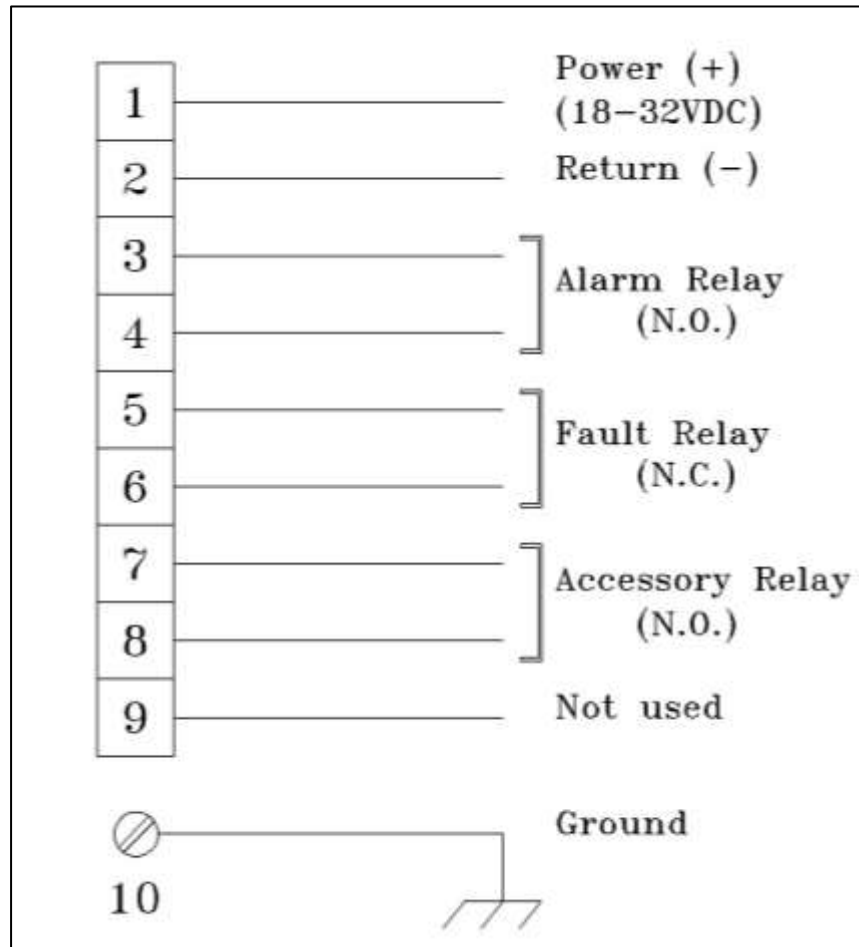 1
Power (+)
(18-32VDC)
2
Return (-)
3
4
Alarm Relay
(N.O.)
5
6
Fault Relay
(N.C.)
7
8
Accessory Relay
(N.O.)
9
Not used
10
Ground